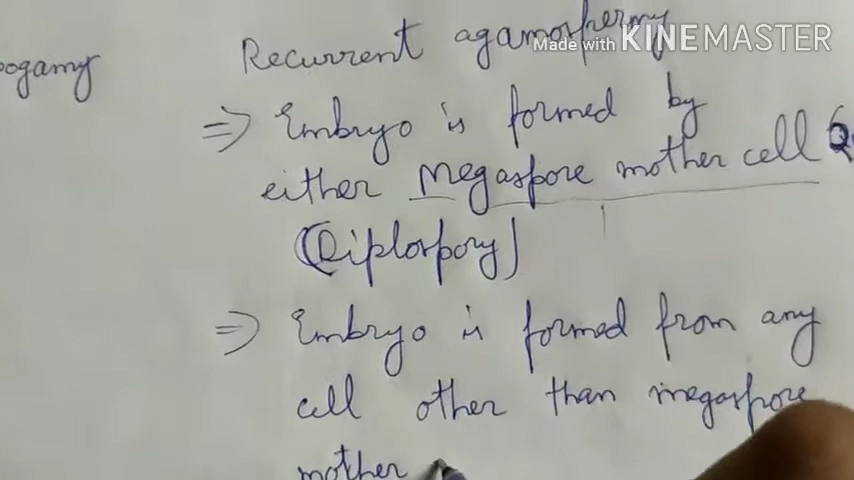 Recurrent agamospermy
Made with KINEMASTER
ogamy
⇒ Embryo is formed by
either Megaspore mother cell
(Diplospory)
⇒ Embryo is formed from any
cell other than megaspore
mother